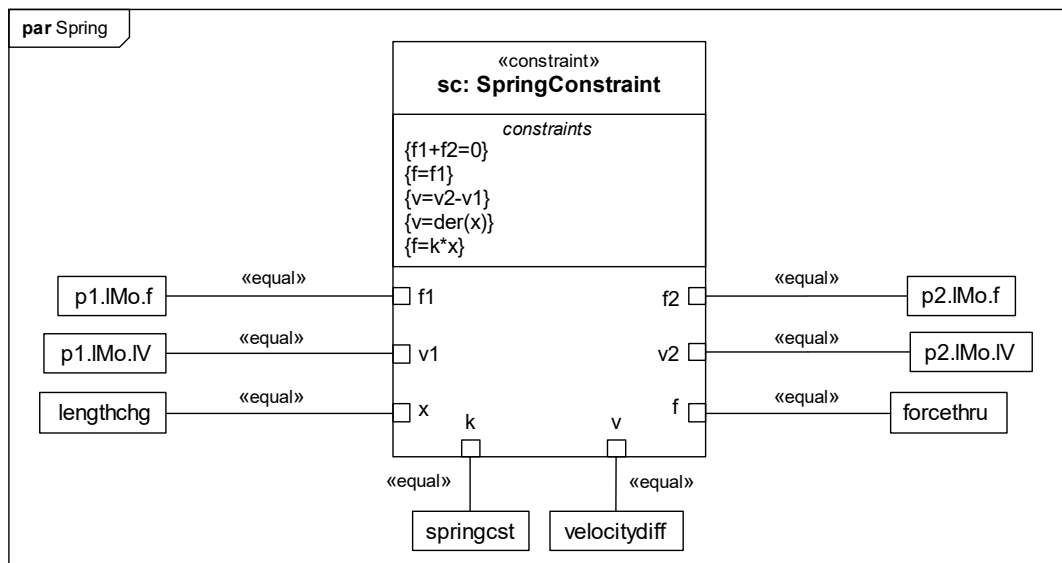 par Spring
«constraint»
sc: SpringConstraint
constraints
{f1+f2=0}
{f=f1}
{v=v2-v1}
{v=der(x)}
{f=k*x}
p1.lMo.f
«equal»
f1
f2
«equal»
p2.lMo.f
p1.lMo.lV
«equal»
v1
v2
«equal»
p2.lMo.lV
lengthchg
«equal»
x
f
«equal»
forcethru
k
v
«equal»
«equal»
springcst
velocitydiff